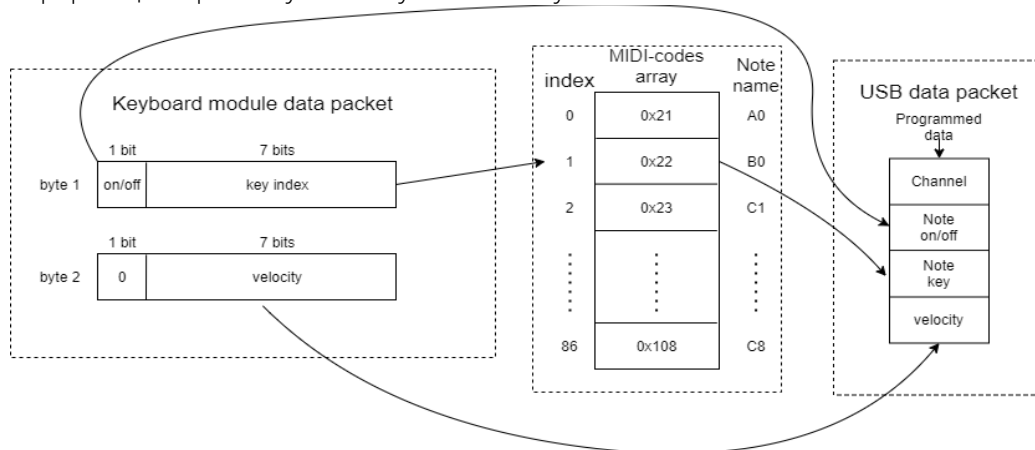 Keyboard module data packet
1 bit
7 bits
byte 1
on/off
key index
1 bit
7 bits
byte 2
0
velocity
MIDI-codes
array
index
Note
name
0
0x21
A0
1
0x22
B0
2
0x23
C1
86
0x108
C8
USB data packet
Programmed
data
Channel
Note
on/off
Note
key
velocity